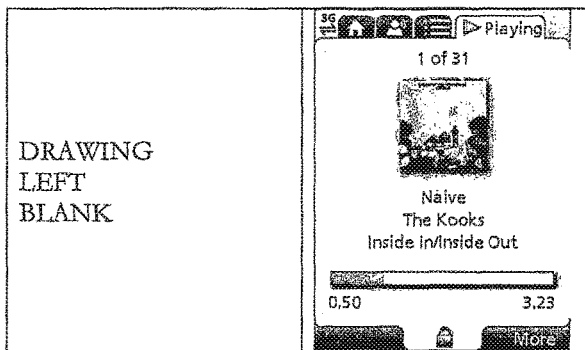 DRAWING
LEFT
BLANK
3G
Playing
1 of 31
Naive
The Kooks
Inside in/Inside Out
0,50 3,23
More